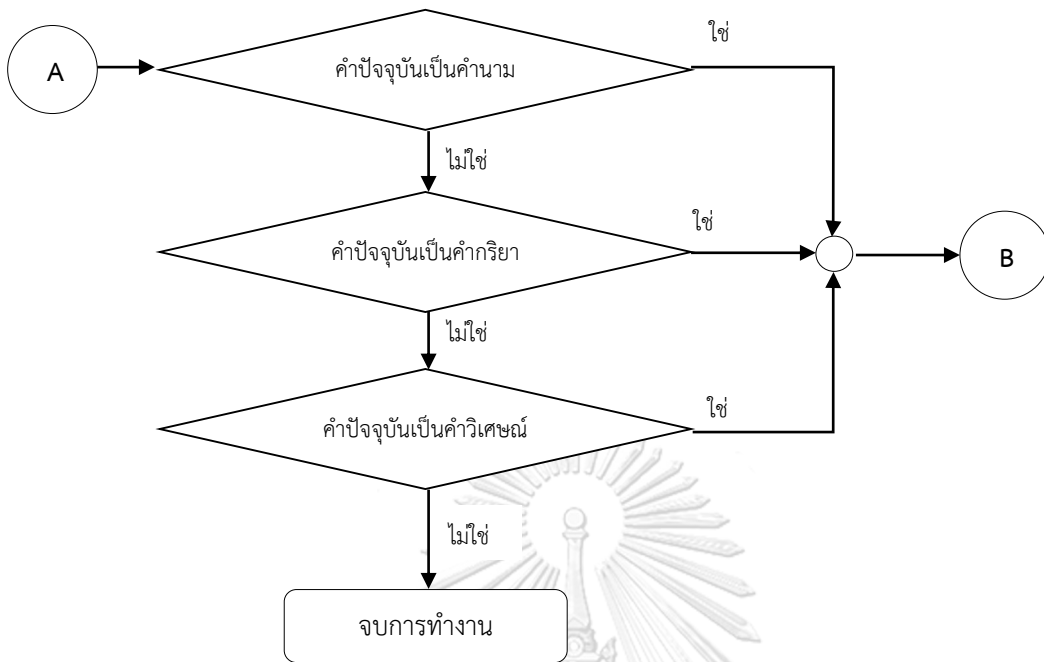 A
คำปัจจุบันเป็นคำนาม
ใช่
ไม่ใช่
คำปัจจุบันเป็นคำกริยา
ใช่
B
ไม่ใช่
คำปัจจุบันเป็นคำวิเศษณ์
ใช่
ไม่ใช่
จบการทำงาน